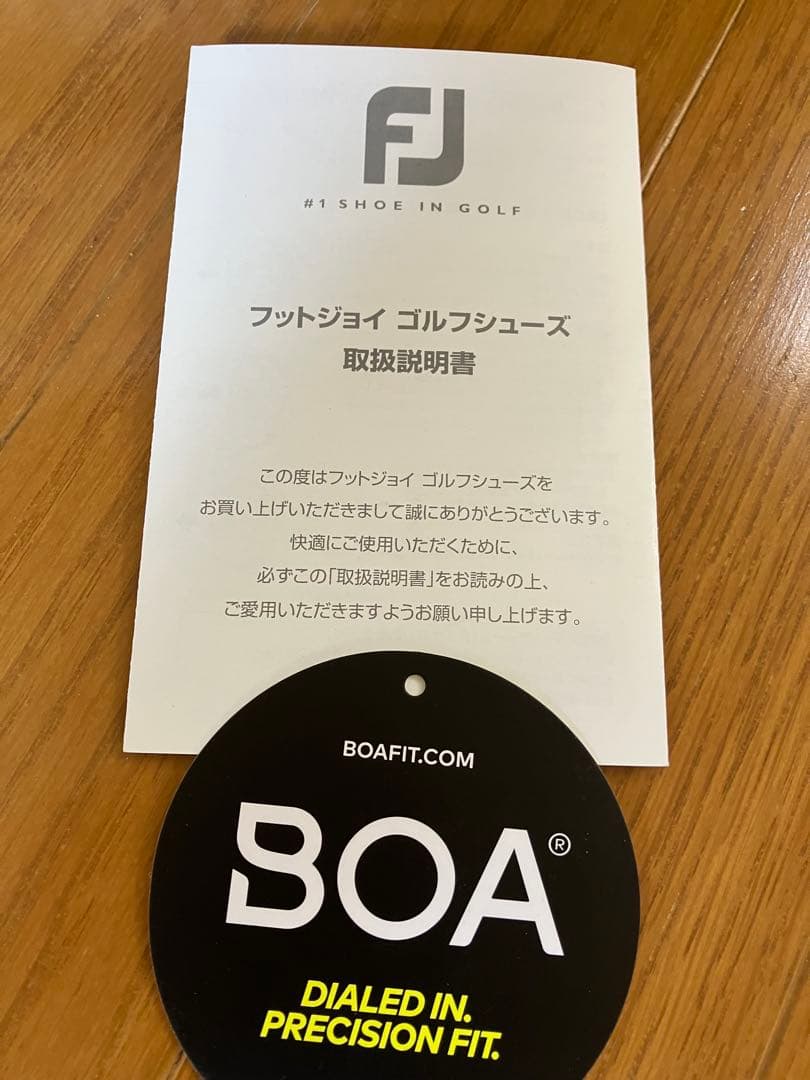 FJ
#1 SHOE IN GOLF
フットジョイ ゴルフシューズ
取扱説明書
この度はフットジョイ ゴルフシューズを
お買い上げいただきまして誠にありがとうございます。
快適にご使用いただくために、
必ずこの「取扱説明書」をお読みの上、
ご愛用いただきますようお願い申し上げます。
BOAFIT.COM
BOA®
DIALED IN.
PRECISION FIT.